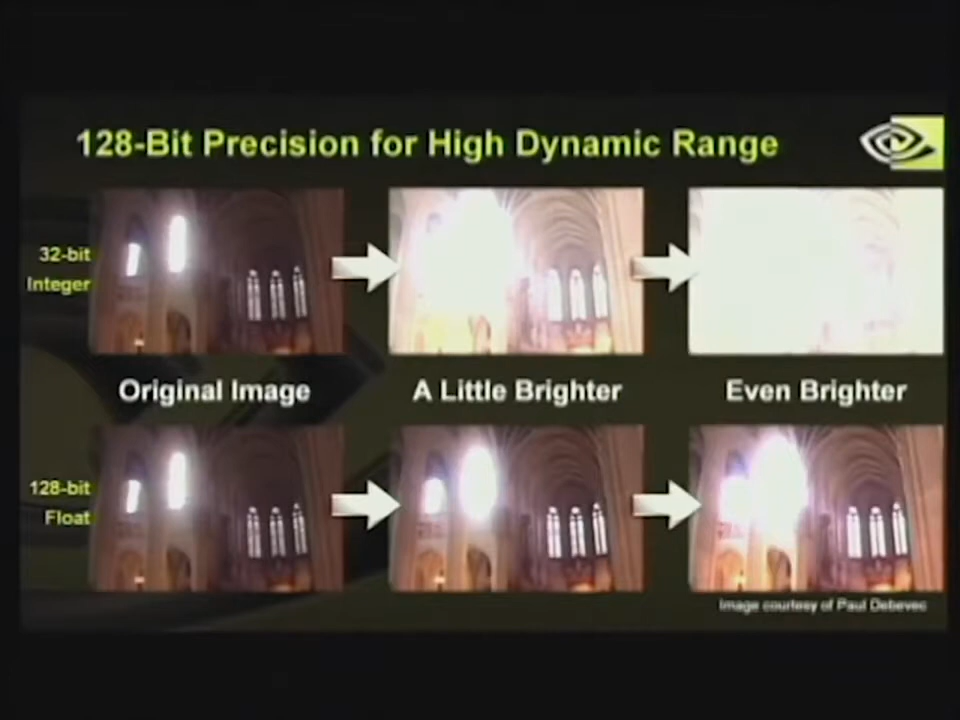 128-Bit Precision for High Dynamic Range
32-bit
Integer
Original Image
A Little Brighter
Even Brighter
128-bit
Float
Image courtesy of Paul Debevec